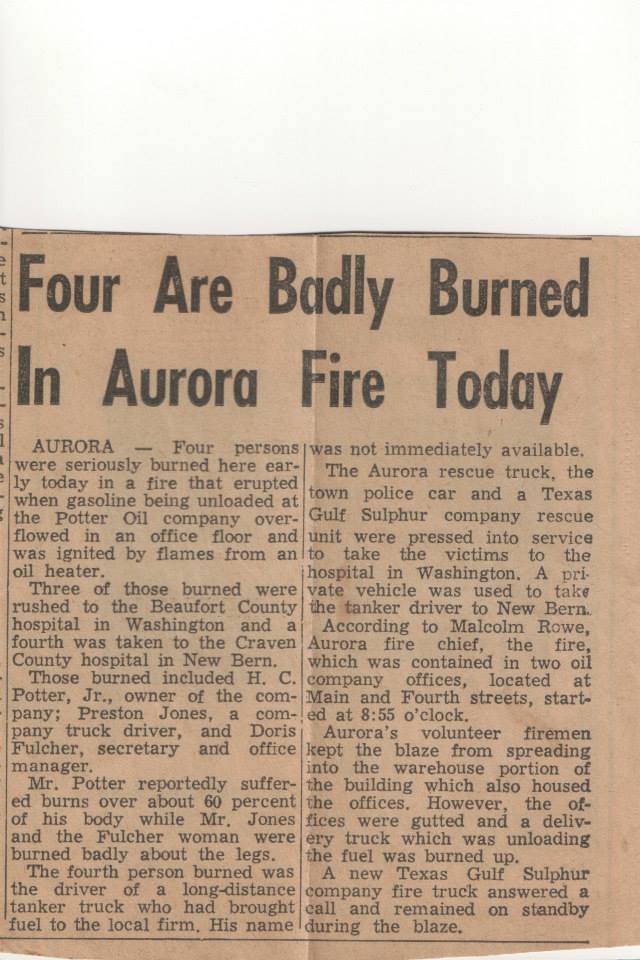 Four Are Badly Burned
In Aurora Fire Today
AURORA — Four persons
were seriously burned here ear-
ly today in a fire that erupted
when gasoline being unloaded at
the Potter Oil company over-
flowed in an office floor and
was ignited by flames from an
oil heater.
Three of those burned were
rushed to the Beaufort County
hospital in Washington and a
fourth was taken to the Craven
County hospital in New Bern.
Those burned included H. C.
Potter, Jr., owner of the com-
pany; Preston Jones, a com-
pany truck driver, and Doris
Fulcher, secretary and office
manager.
Mr. Potter reportedly suffer-
ed burns over about 60 percent
of his body while Mr. Jones
and the Fulcher woman were
burned badly about the legs.
The fourth person burned was
the driver of a long-distance
tanker truck who had brought
fuel to the local firm. His name
was not immediately available.
The Aurora rescue truck, the
town police car and a Texas
Gulf Sulphur company rescue
unit were pressed into service
to take the victims to the
hospital in Washington. A pri-
vate vehicle was used to take
the tanker driver to New Bern.
According to Malcolm Rowe,
Aurora fire chief, the fire,
which was contained in two oil
company offices, located at
Main and Fourth streets, start-
ed at 8:55 o'clock.
Aurora's volunteer firemen
kept the blaze from spreading
into the warehouse portion of
the building which also housed
the offices. However, the of-
fices were gutted and a deliv-
ery truck which was unloading
the fuel was burned up.
A new Texas Gulf Sulphur
company fire truck answered a
call and remained on standby
during the blaze.